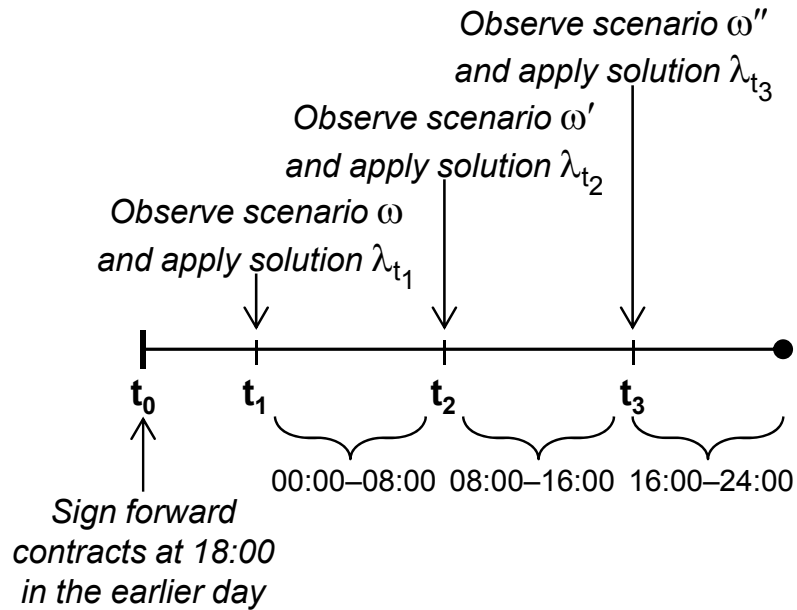 Observe scenario ω″
and apply solution λt3
Observe scenario ω′
and apply solution λt2
Observe scenario ω
and apply solution λt1
t0 t1 t2 t3
00:00–08:00 08:00–16:00 16:00–24:00
Sign forward
contracts at 18:00
in the earlier day